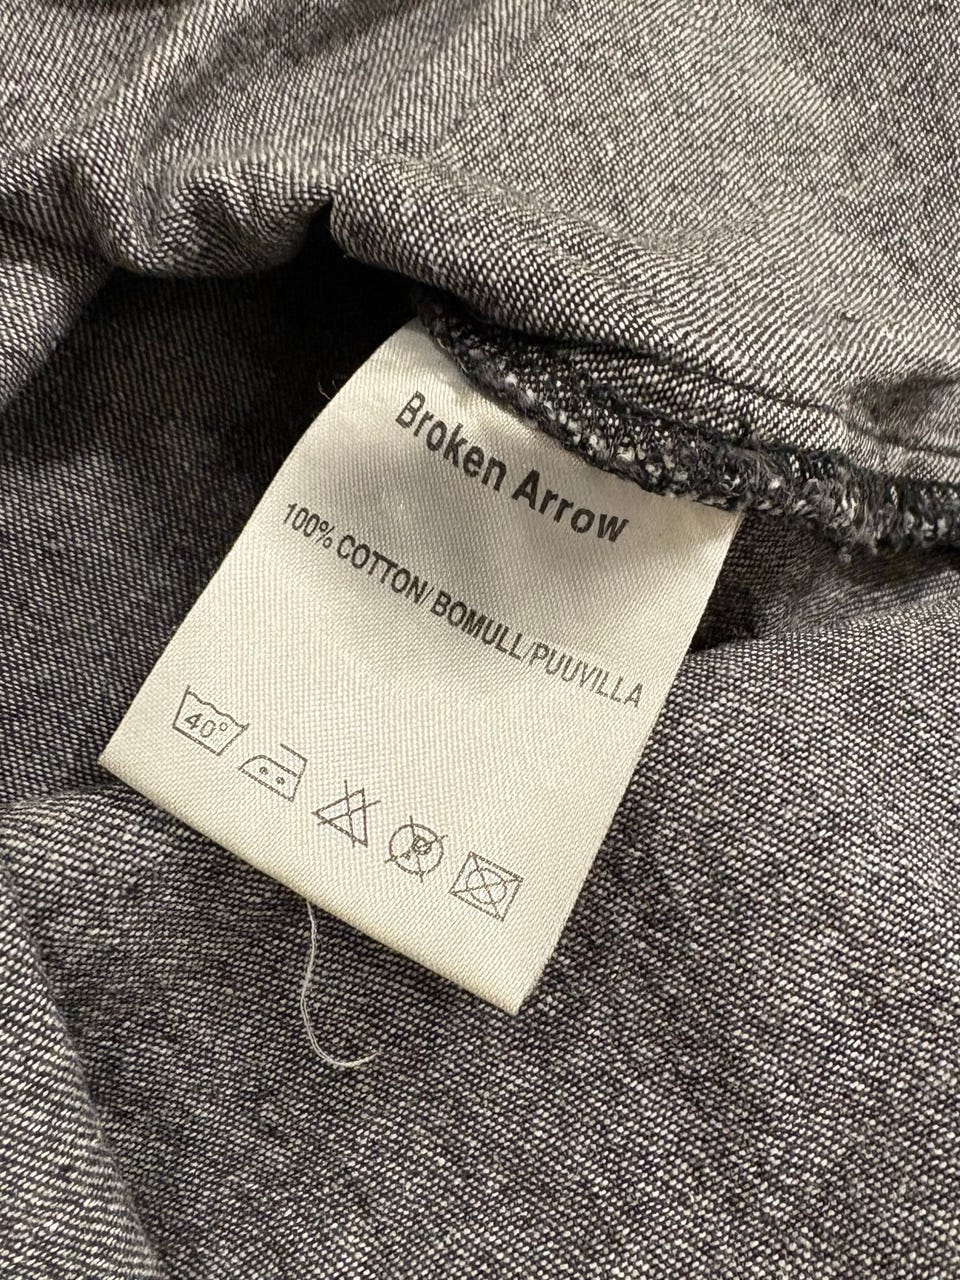 Broken Arrow
100% COTTON/BOMULL/PUUVILLA
40°
P